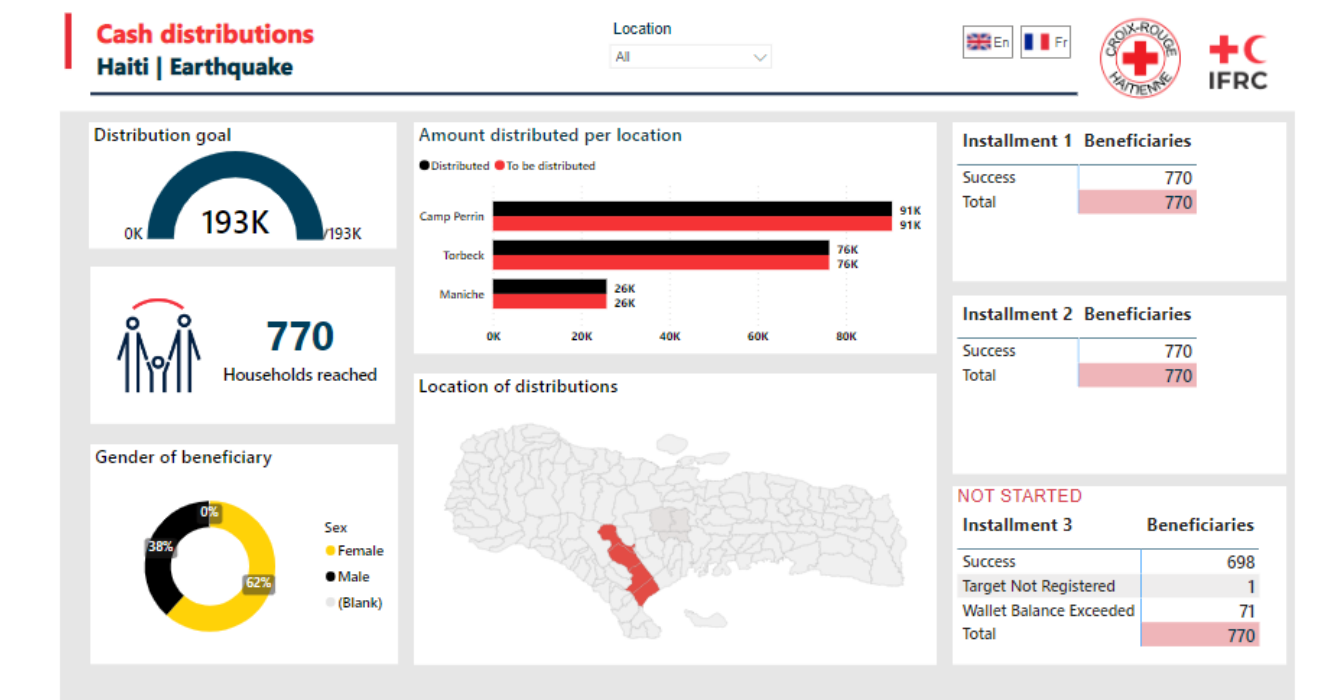 Cash distributions
Haiti | Earthquake
Location
All
En
Fr
CROIX-ROUGE
HAITIENNE
IFRC
Distribution goal
193K
0K
/193K
770
Households reached
Gender of beneficiary
0%
38%
62%
Sex
Female
Male
(Blank)
Amount distributed per location
Distributed To be distributed
Camp Perrin
91K
91K
Torbeck
76K
76K
Maniche
26K
26K
0K 20K 40K 60K 80K
Location of distributions
Installment 1 Beneficiaries
Success 770
Total 770
Installment 2 Beneficiaries
Success 770
Total 770
NOT STARTED
Installment 3 Beneficiaries
Success 698
Target Not Registered 1
Wallet Balance Exceeded 71
Total 770